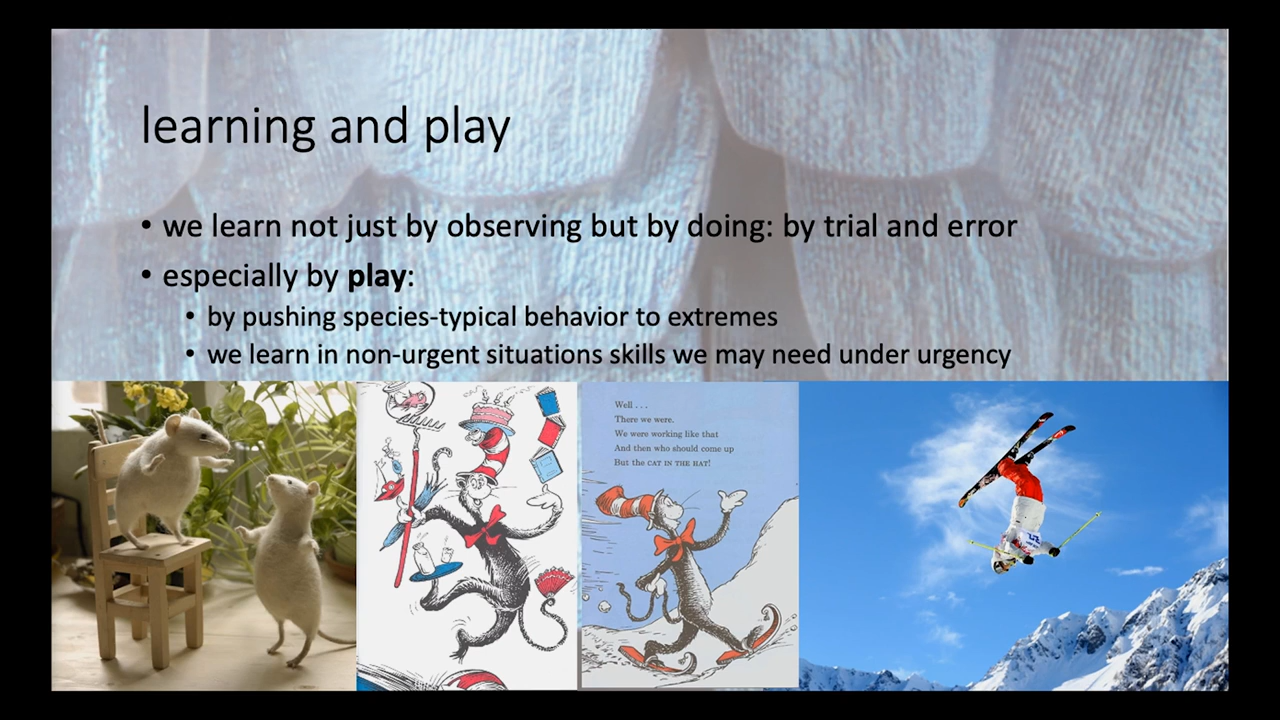 learning and play
• we learn not just by observing but by doing: by trial and error
• especially by play:
• by pushing species-typical behavior to extremes
• we learn in non-urgent situations skills we may need under urgency
Well . . .
There we were.
We were working like that
And then who should come up
But the CAT IN THE HAT!